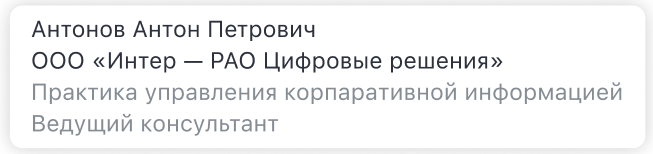 Антонов Антон Петрович
ООО «Интер — РАО Цифровые решения»
Практика управления корпаративной информацией
Ведущий консультант